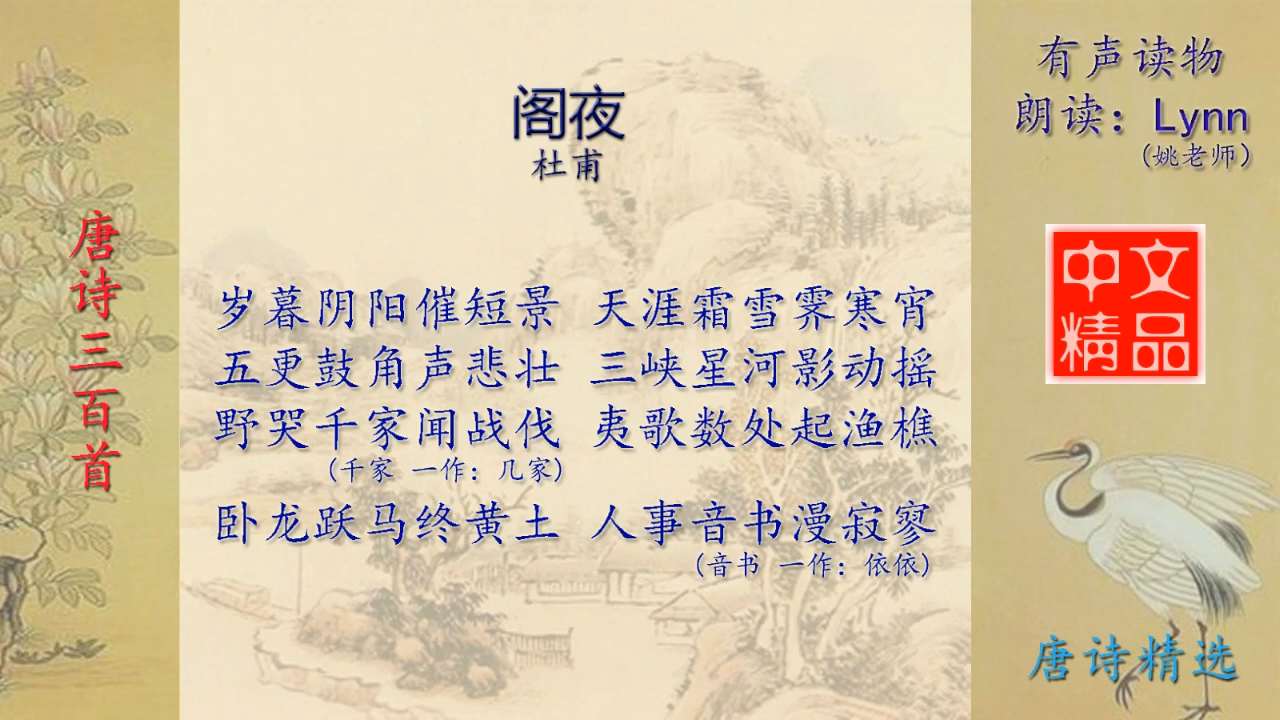 阁夜
杜甫
岁暮阴阳催短景 天涯霜雪霁寒宵
五更鼓角声悲壮 三峡星河影动摇
野哭千家闻战伐 夷歌数处起渔樵
(千家 一作：几家)
卧龙跃马终黄土 人事音书漫寂寥
(音书 一作：依依)
唐诗三百首
有声读物
朗读：Lynn
(姚老师)
中文
精品
唐诗精选